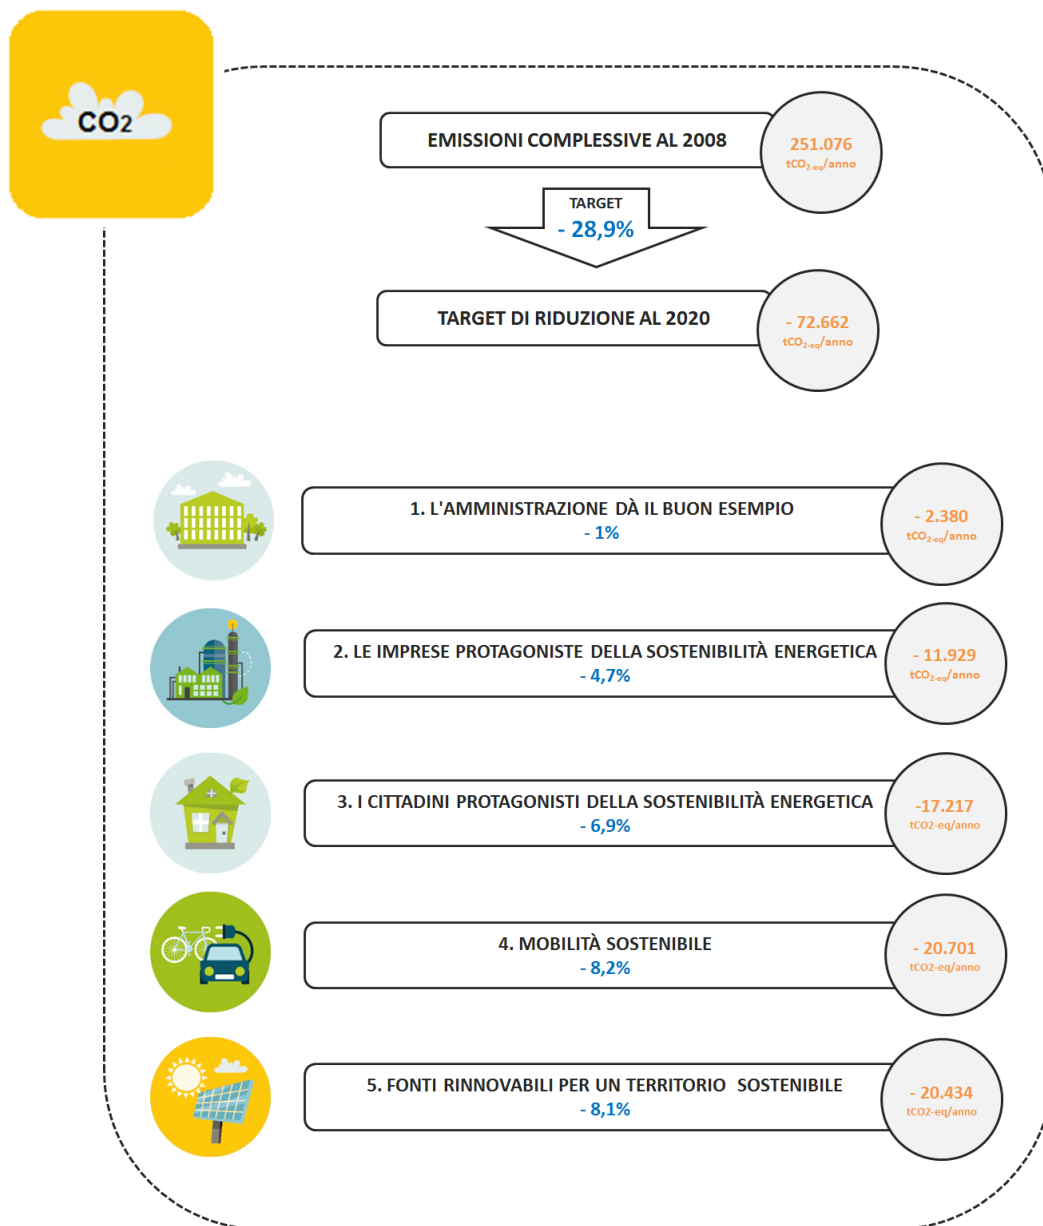 CO2
EMISSIONI COMPLESSIVE AL 2008
251.076
tCO2-eq/anno
TARGET
- 28,9%
TARGET DI RIDUZIONE AL 2020
- 72.662
tCO2-eq/anno
1. L'AMMINISTRAZIONE DÀ IL BUON ESEMPIO
- 1%
- 2.380
tCO2-eq/anno
2. LE IMPRESE PROTAGONISTE DELLA SOSTENIBILITÀ ENERGETICA
- 4,7%
- 11.929
tCO2-eq/anno
3. I CITTADINI PROTAGONISTI DELLA SOSTENIBILITÀ ENERGETICA
- 6,9%
-17.217
tCO2-eq/anno
4. MOBILITÀ SOSTENIBILE
- 8,2%
- 20.701
tCO2-eq/anno
5. FONTI RINNOVABILI PER UN TERRITORIO  SOSTENIBILE
- 8,1%
- 20.434
tCO2-eq/anno